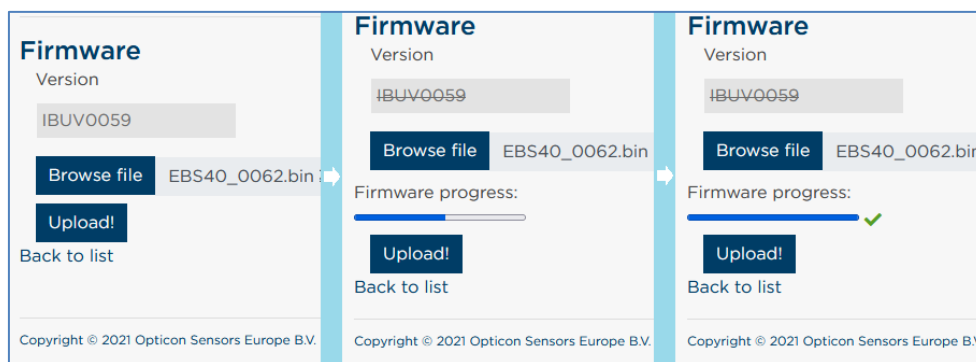 Firmware
Version
IBUV0059
Browse file EBS40_0062.bin
Upload!
Back to list
Copyright © 2021 Opticon Sensors Europe B.V.
Firmware
Version
IBUV0059
Browse file EBS40_0062.bin
Firmware progress:
Upload!
Back to list
Copyright © 2021 Opticon Sensors Europe B.V.
Firmware
Version
IBUV0059
Browse file EBS40_0062.bin
Firmware progress:
Upload!
Back to list
Copyright © 2021 Opticon Sensors Europe B.V